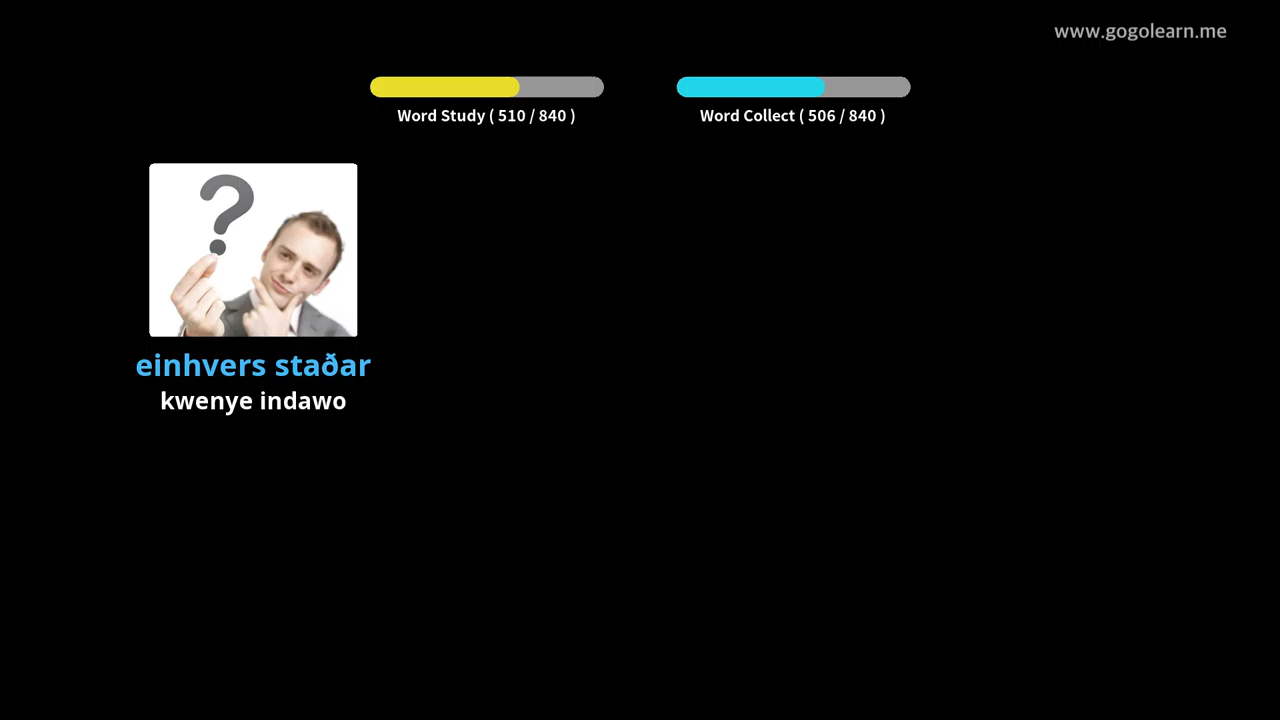 www.gogolearn.me
Word Study ( 510 / 840 )
Word Collect ( 506 / 840 )
?
einhvers staðar
kwenye indawo